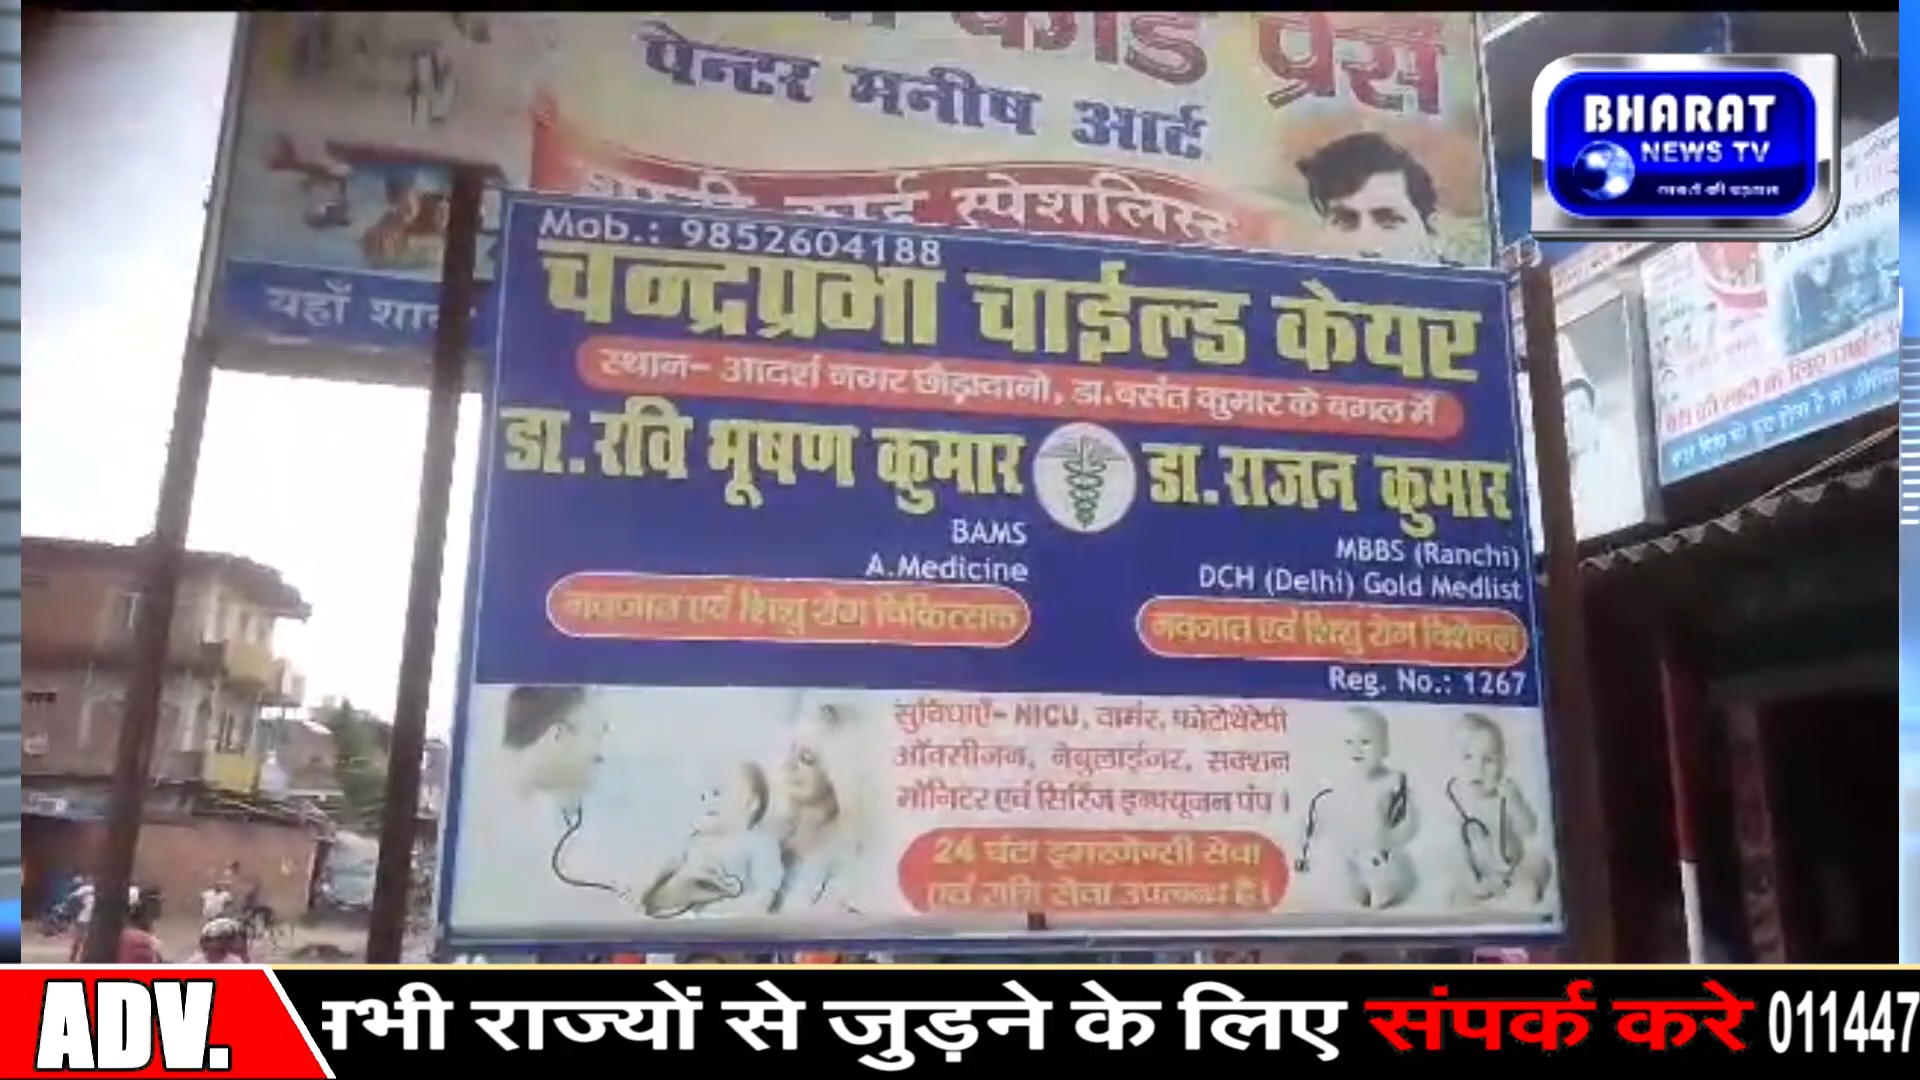 कार्ड प्रेस
पेन्टर मनीष आर्ट
कार्ड स्पेशलिस्ट
BHARAT
NEWS TV
यहाँ
Mob.: 9852604188
चन्द्रप्रभा चाईल्ड केयर
स्थान- आदर्श नगर छौड़ादानो, डा.बसंत कुमार के बगल में
डा. रवि भूषण कुमार
BAMS
A.Medicine
नवजात एवं शिशु रोग चिकित्सक
डा. राजन कुमार
MBBS (Ranchi)
DCH (Delhi) Gold Medlist
नवजात एवं शिशु रोग विशेषज्ञ
Reg. No.: 1267
सुविधाएँ- NICU, वार्मर, फोटोथेरेपी
ऑक्सीजन, नेबुलाईजर, सक्शन
मोनिटर एवं सिरिंज इन्फ्यूजन पंप ।
24 घंटा इमरजेन्सी सेवा
एवं रात्रि सेवा उपलब्ध है।
ADV.
भी राज्यों से जुड़ने के लिए संपर्क करे 011447